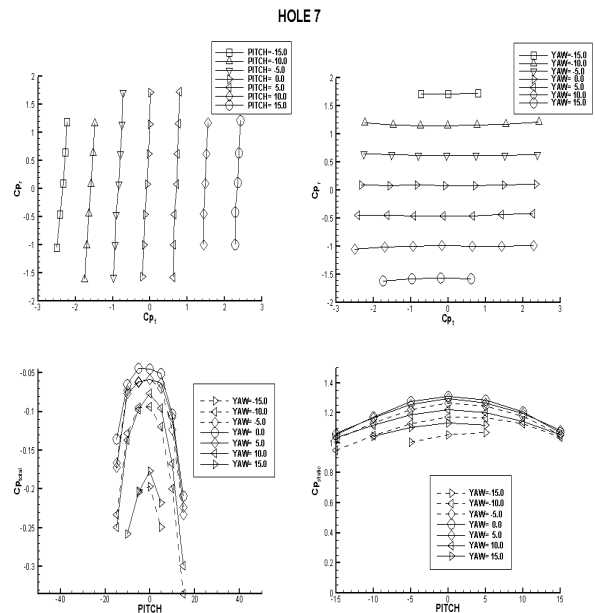 HOLE 7
PITCH=-15.0
PITCH=-10.0
PITCH= -5.0
PITCH= 0.0
PITCH= 5.0
PITCH= 10.0
PITCH= 15.0
2
1.5
1
0.5
0
-0.5
-1
-1.5
-2
-3
-2
-1
0
1
2
3
Cpr
Cpt
YAW=-15.0
YAW=-10.0
YAW= -5.0
YAW= 0.0
YAW= 5.0
YAW= 10.0
YAW= 15.0
2
1.5
1
0.5
0
-0.5
-1
-1.5
-2
-3
-2
-1
0
1
2
3
Cpr
Cpt
YAW=-15.0
YAW=-10.0
YAW= -5.0
YAW= 0.0
YAW= 5.0
YAW= 10.0
YAW= 15.0
-0.05
-0.1
-0.15
-0.2
-0.25
-0.3
-40
-20
0
20
40
Cptotal
PITCH
1.4
1.2
1
0.8
0.6
0.4
0.2
0
-15
-10
-5
0
5
10
15
Cpstatic
PITCH
YAW=-15.0
YAW=-10.0
YAW= -5.0
YAW= 0.0
YAW= 5.0
YAW= 10.0
YAW= 15.0